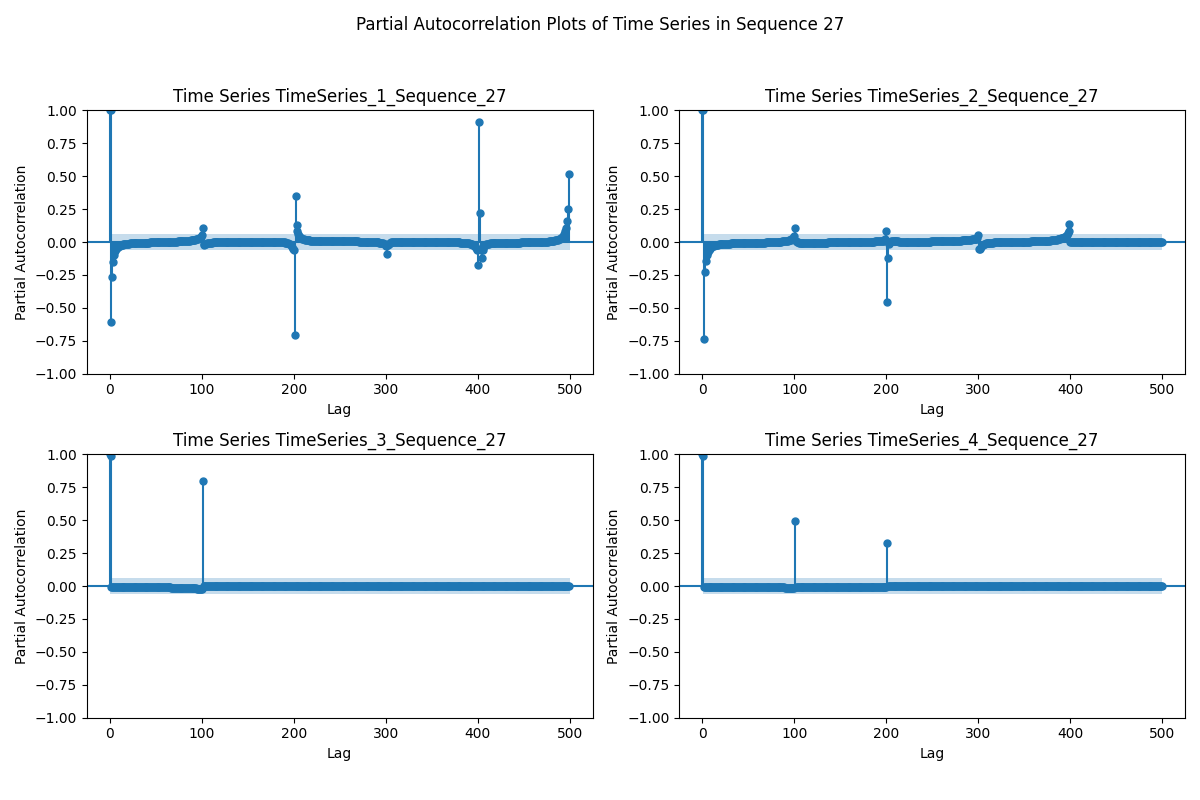 Partial Autocorrelation Plots of Time Series in Sequence 27
Time Series TimeSeries_1_Sequence_27
Partial Autocorrelation
1.00
0.75
0.50
0.25
0.00
−0.25
−0.50
−0.75
−1.00
0 100 200 300 400 500
Lag
Time Series TimeSeries_2_Sequence_27
Partial Autocorrelation
1.00
0.75
0.50
0.25
0.00
−0.25
−0.50
−0.75
−1.00
0 100 200 300 400 500
Lag
Time Series TimeSeries_3_Sequence_27
Partial Autocorrelation
1.00
0.75
0.50
0.25
0.00
−0.25
−0.50
−0.75
−1.00
0 100 200 300 400 500
Lag
Time Series TimeSeries_4_Sequence_27
Partial Autocorrelation
1.00
0.75
0.50
0.25
0.00
−0.25
−0.50
−0.75
−1.00
0 100 200 300 400 500
Lag